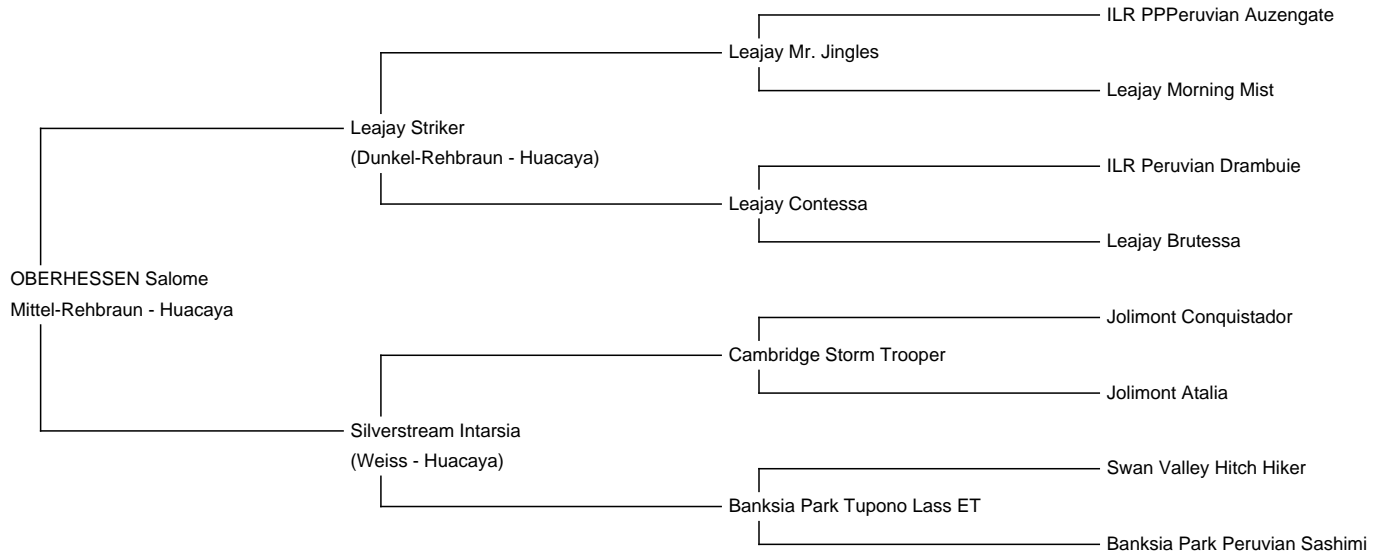 ILR PPPeruvian Auzengate
Leajay Mr. Jingles
Leajay Morning Mist
Leajay Striker
(Dunkel-Rehbraun - Huacaya)
ILR Peruvian Drambuie
Leajay Contessa
Leajay Brutessa
OBERHESSEN Salome
Mittel-Rehbraun - Huacaya
Jolimont Conquistador
Cambridge Storm Trooper
Jolimont Atalia
Silverstream Intarsia
(Weiss - Huacaya)
Swan Valley Hitch Hiker
Banksia Park Tupono Lass ET
Banksia Park Peruvian Sashimi